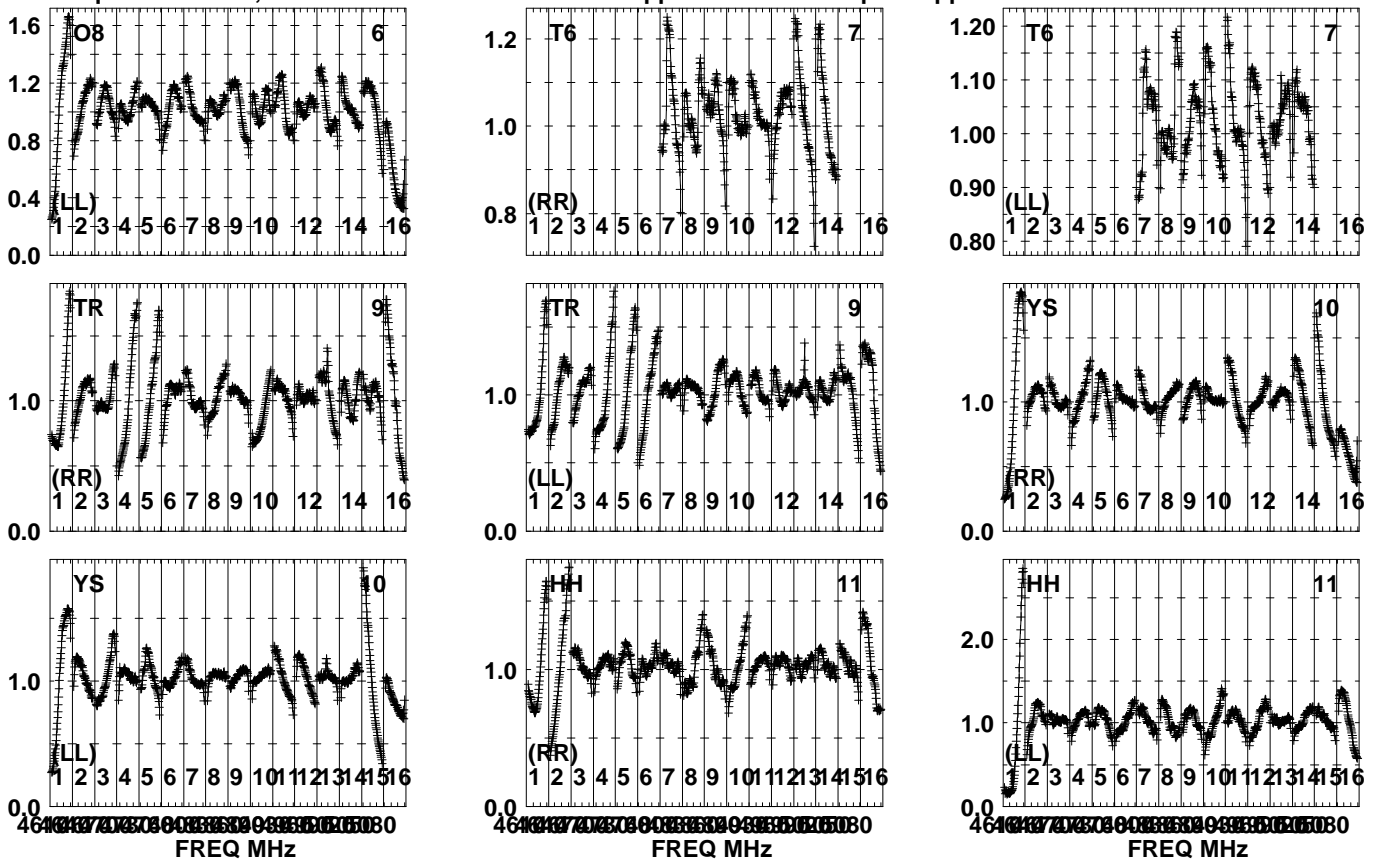 1.6
1.2
0.8
0.4
0.0
O8
6
(LL)
1 2 3 4 5 6 7 8 9 10 12 14 16
1.2
1.0
0.8
T6
7
(RR)
1 2 3 4 5 6 7 8 9 10 12 14 16
1.20
1.10
1.00
0.90
0.80
T6
7
(LL)
1 2 3 4 5 6 7 8 9 10 12 14 16
1.0
0.0
TR
9
(RR)
1 2 3 4 5 6 7 8 9 10 12 14 16
1.0
0.0
TR
9
(LL)
1 2 3 4 5 6 7 8 9 10 12 14 16
1.0
0.0
YS
10
(RR)
1 2 3 4 5 6 7 8 9 10 12 14 16
1.0
0.0
YS
10
(LL)
1 2 3 4 5 6 7 8 9 10 11 12 13 14 15 16
FREQ MHz
1.0
0.0
HH
11
(RR)
1 2 3 4 5 6 7 8 9 10 11 12 13 14 15 16
FREQ MHz
2.0
1.0
0.0
HH
11
(LL)
1 2 3 4 5 6 7 8 9 10 11 12 13 14 15 16
FREQ MHz